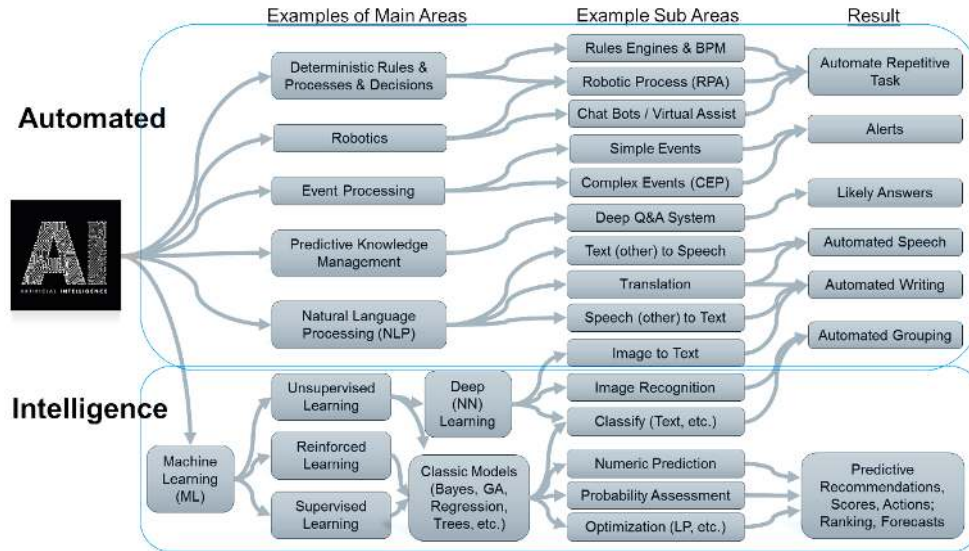 Examples of Main Areas
Example Sub Areas
Result
Automated
AI
ARTIFICIAL INTELLIGENCE
Deterministic Rules &
Processes & Decisions
Robotics
Event Processing
Predictive Knowledge
Management
Natural Language
Processing (NLP)
Rules Engines & BPM
Robotic Process (RPA)
Chat Bots / Virtual Assist
Simple Events
Complex Events (CEP)
Deep Q&A System
Text (other) to Speech
Translation
Speech (other) to Text
Image to Text
Automate Repetitive
Task
Alerts
Likely Answers
Automated Speech
Automated Writing
Automated Grouping
Intelligence
Machine
Learning
(ML)
Unsupervised
Learning
Reinforced
Learning
Supervised
Learning
Deep
(NN)
Learning
Classic Models
(Bayes, GA,
Regression,
Trees, etc.)
Image Recognition
Classify (Text, etc.)
Numeric Prediction
Probability Assessment
Optimization (LP, etc.)
Predictive
Recommendations,
Scores, Actions;
Ranking, Forecasts